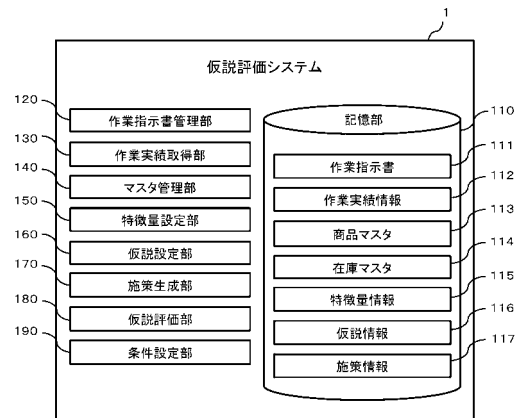 1
仮説評価システム
120
作業指示書管理部
130
作業実績取得部
140
マスタ管理部
150
特徴量設定部
160
仮説設定部
170
施策生成部
180
仮説評価部
190
条件設定部
記憶部
110
作業指示書
111
作業実績情報
112
商品マスタ
113
在庫マスタ
114
特徴量情報
115
仮説情報
116
施策情報
117